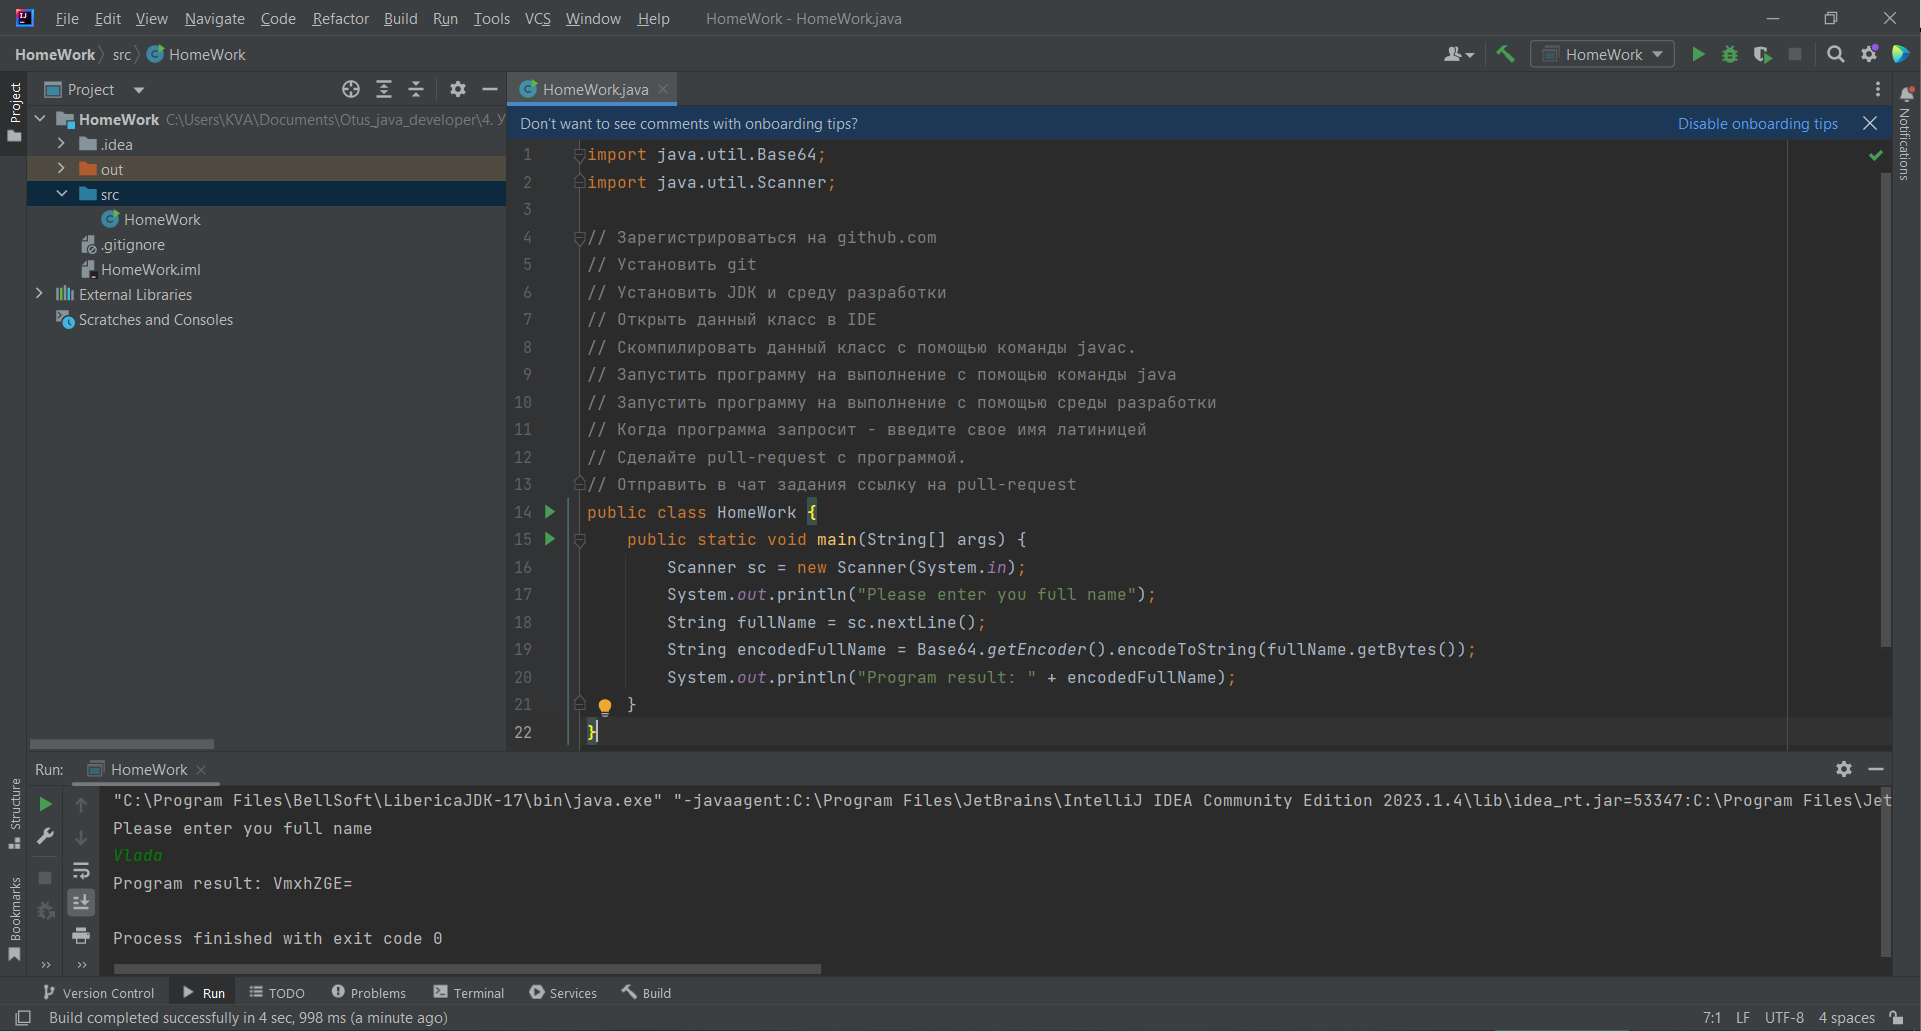 File Edit View Navigate Code Refactor Build Run Tools VCS Window Help HomeWork - HomeWork.java
HomeWork src HomeWork
HomeWork
Project
HomeWork.java
Project
Notifications
HomeWork C:\Users\KVA\Documents\Otus_java_developer\4. У
.idea
out
src
HomeWork
.gitignore
HomeWork.iml
External Libraries
Scratches and Consoles
Don't want to see comments with onboarding tips? Disable onboarding tips
1 import java.util.Base64;
2 import java.util.Scanner;
3
4 // Зарегистрироваться на github.com
5 // Установить git
6 // Установить JDK и среду разработки
7 // Открыть данный класс в IDE
8 // Скомпилировать данный класс с помощью команды javac.
9 // Запустить программу на выполнение с помощью команды java
10 // Запустить программу на выполнение с помощью среды разработки
11 // Когда программа запросит - введите свое имя латиницей
12 // Сделайте pull-request с программой.
13 // Отправить в чат задания ссылку на pull-request
14 public class HomeWork {
15 public static void main(String[] args) {
16 Scanner sc = new Scanner(System.in);
17 System.out.println("Please enter you full name");
18 String fullName = sc.nextLine();
19 String encodedFullName = Base64.getEncoder().encodeToString(fullName.getBytes());
20 System.out.println("Program result: " + encodedFullName);
21 }
22 }
Run: HomeWork
Structure
Bookmarks
"C:\Program Files\BellSoft\LibericaJDK-17\bin\java.exe" "-javaagent:C:\Program Files\JetBrains\IntelliJ IDEA Community Edition 2023.1.4\lib\idea_rt.jar=53347:C:\Program Files\Jet
Please enter you full name
Vlada
Program result: VmxhZGE=
Process finished with exit code 0
Version Control Run TODO Problems Terminal Services Build
Build completed successfully in 4 sec, 998 ms (a minute ago) 7:1 LF UTF-8 4 spaces